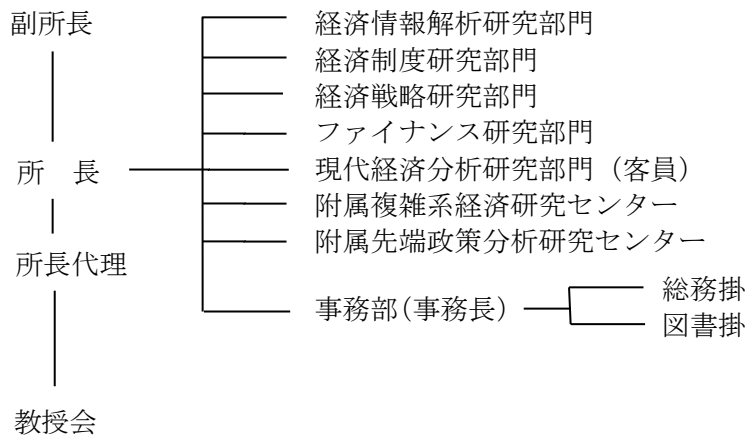 副所長
経済情報解析研究部門
経済制度研究部門
経済戦略研究部門
ファイナンス研究部門
所　長
現代経済分析研究部門（客員）
附属複雑系経済研究センター
附属先端政策分析研究センター
所長代理
事務部(事務長)
総務掛
図書掛
教授会